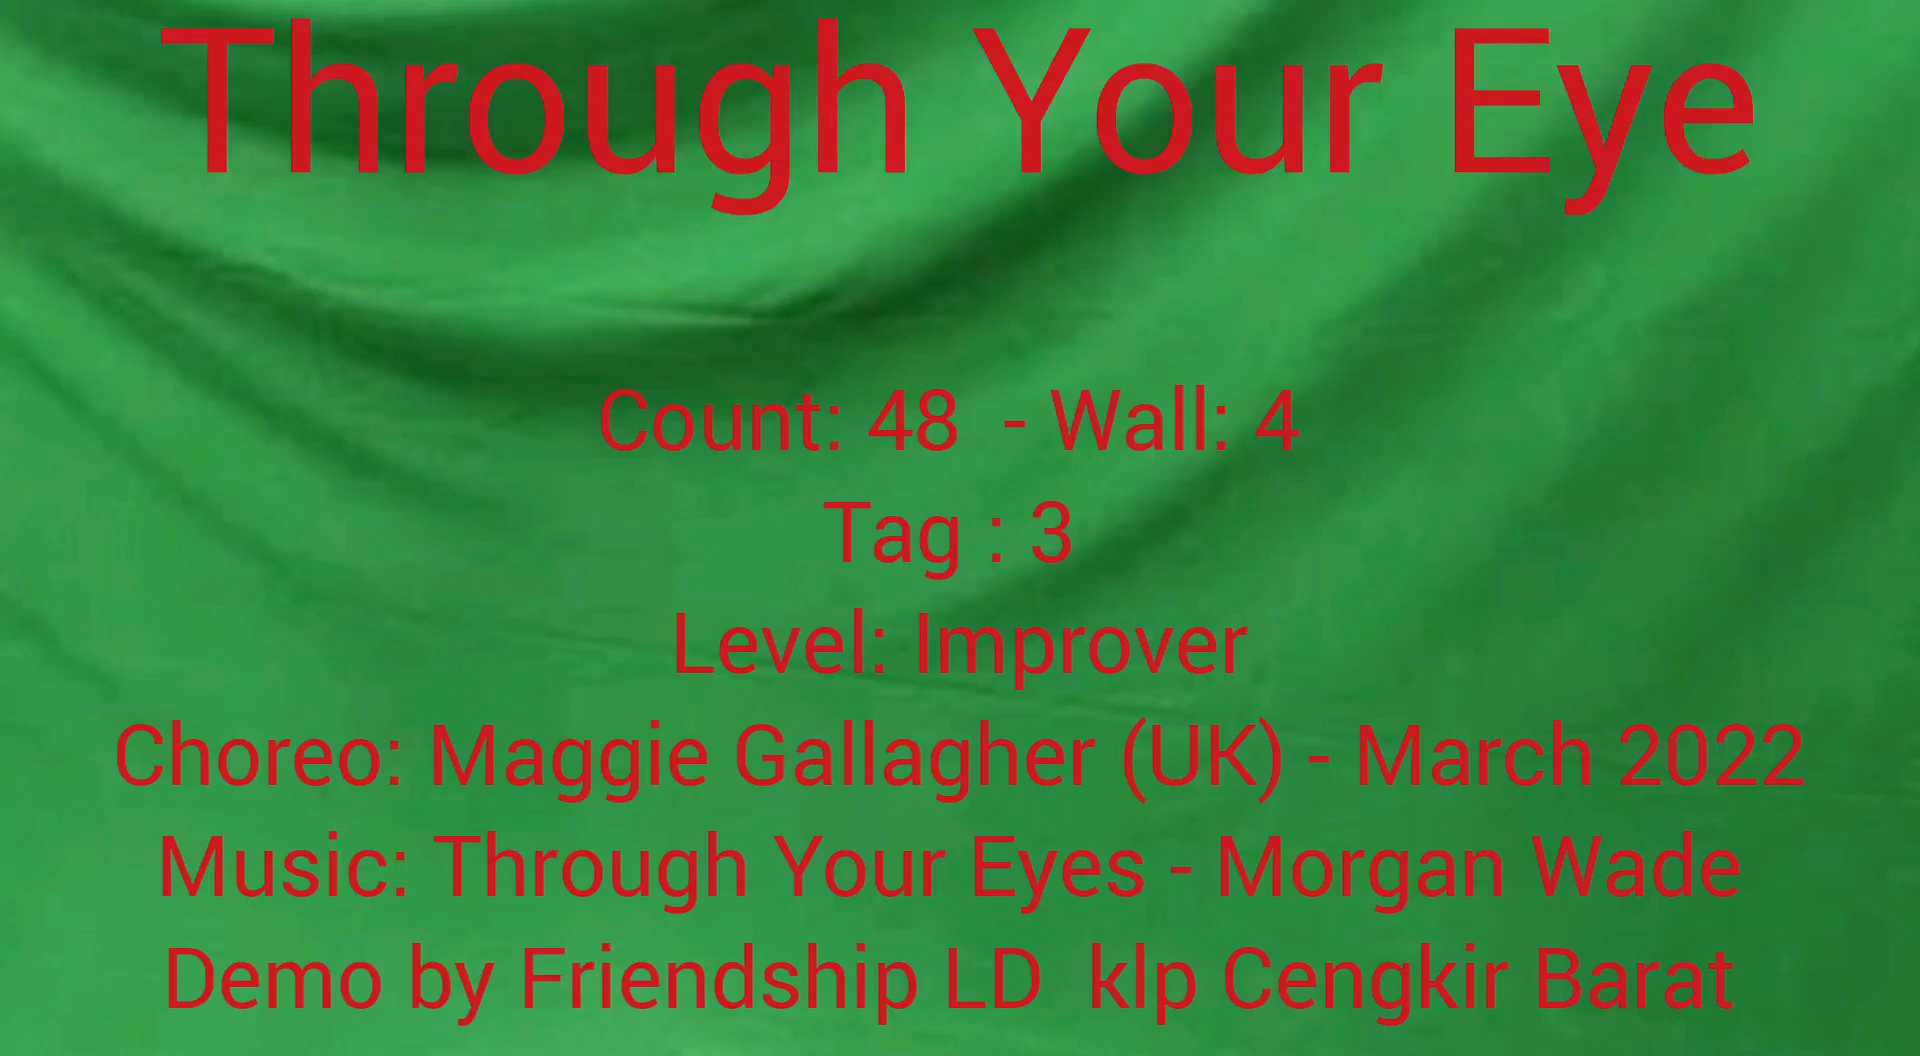 Through Your Eye
Count: 48  - Wall: 4
Tag : 3
Level: Improver
Choreo: Maggie Gallagher (UK) - March 2022
Music: Through Your Eyes - Morgan Wade
Demo by Friendship LD  klp Cengkir Barat